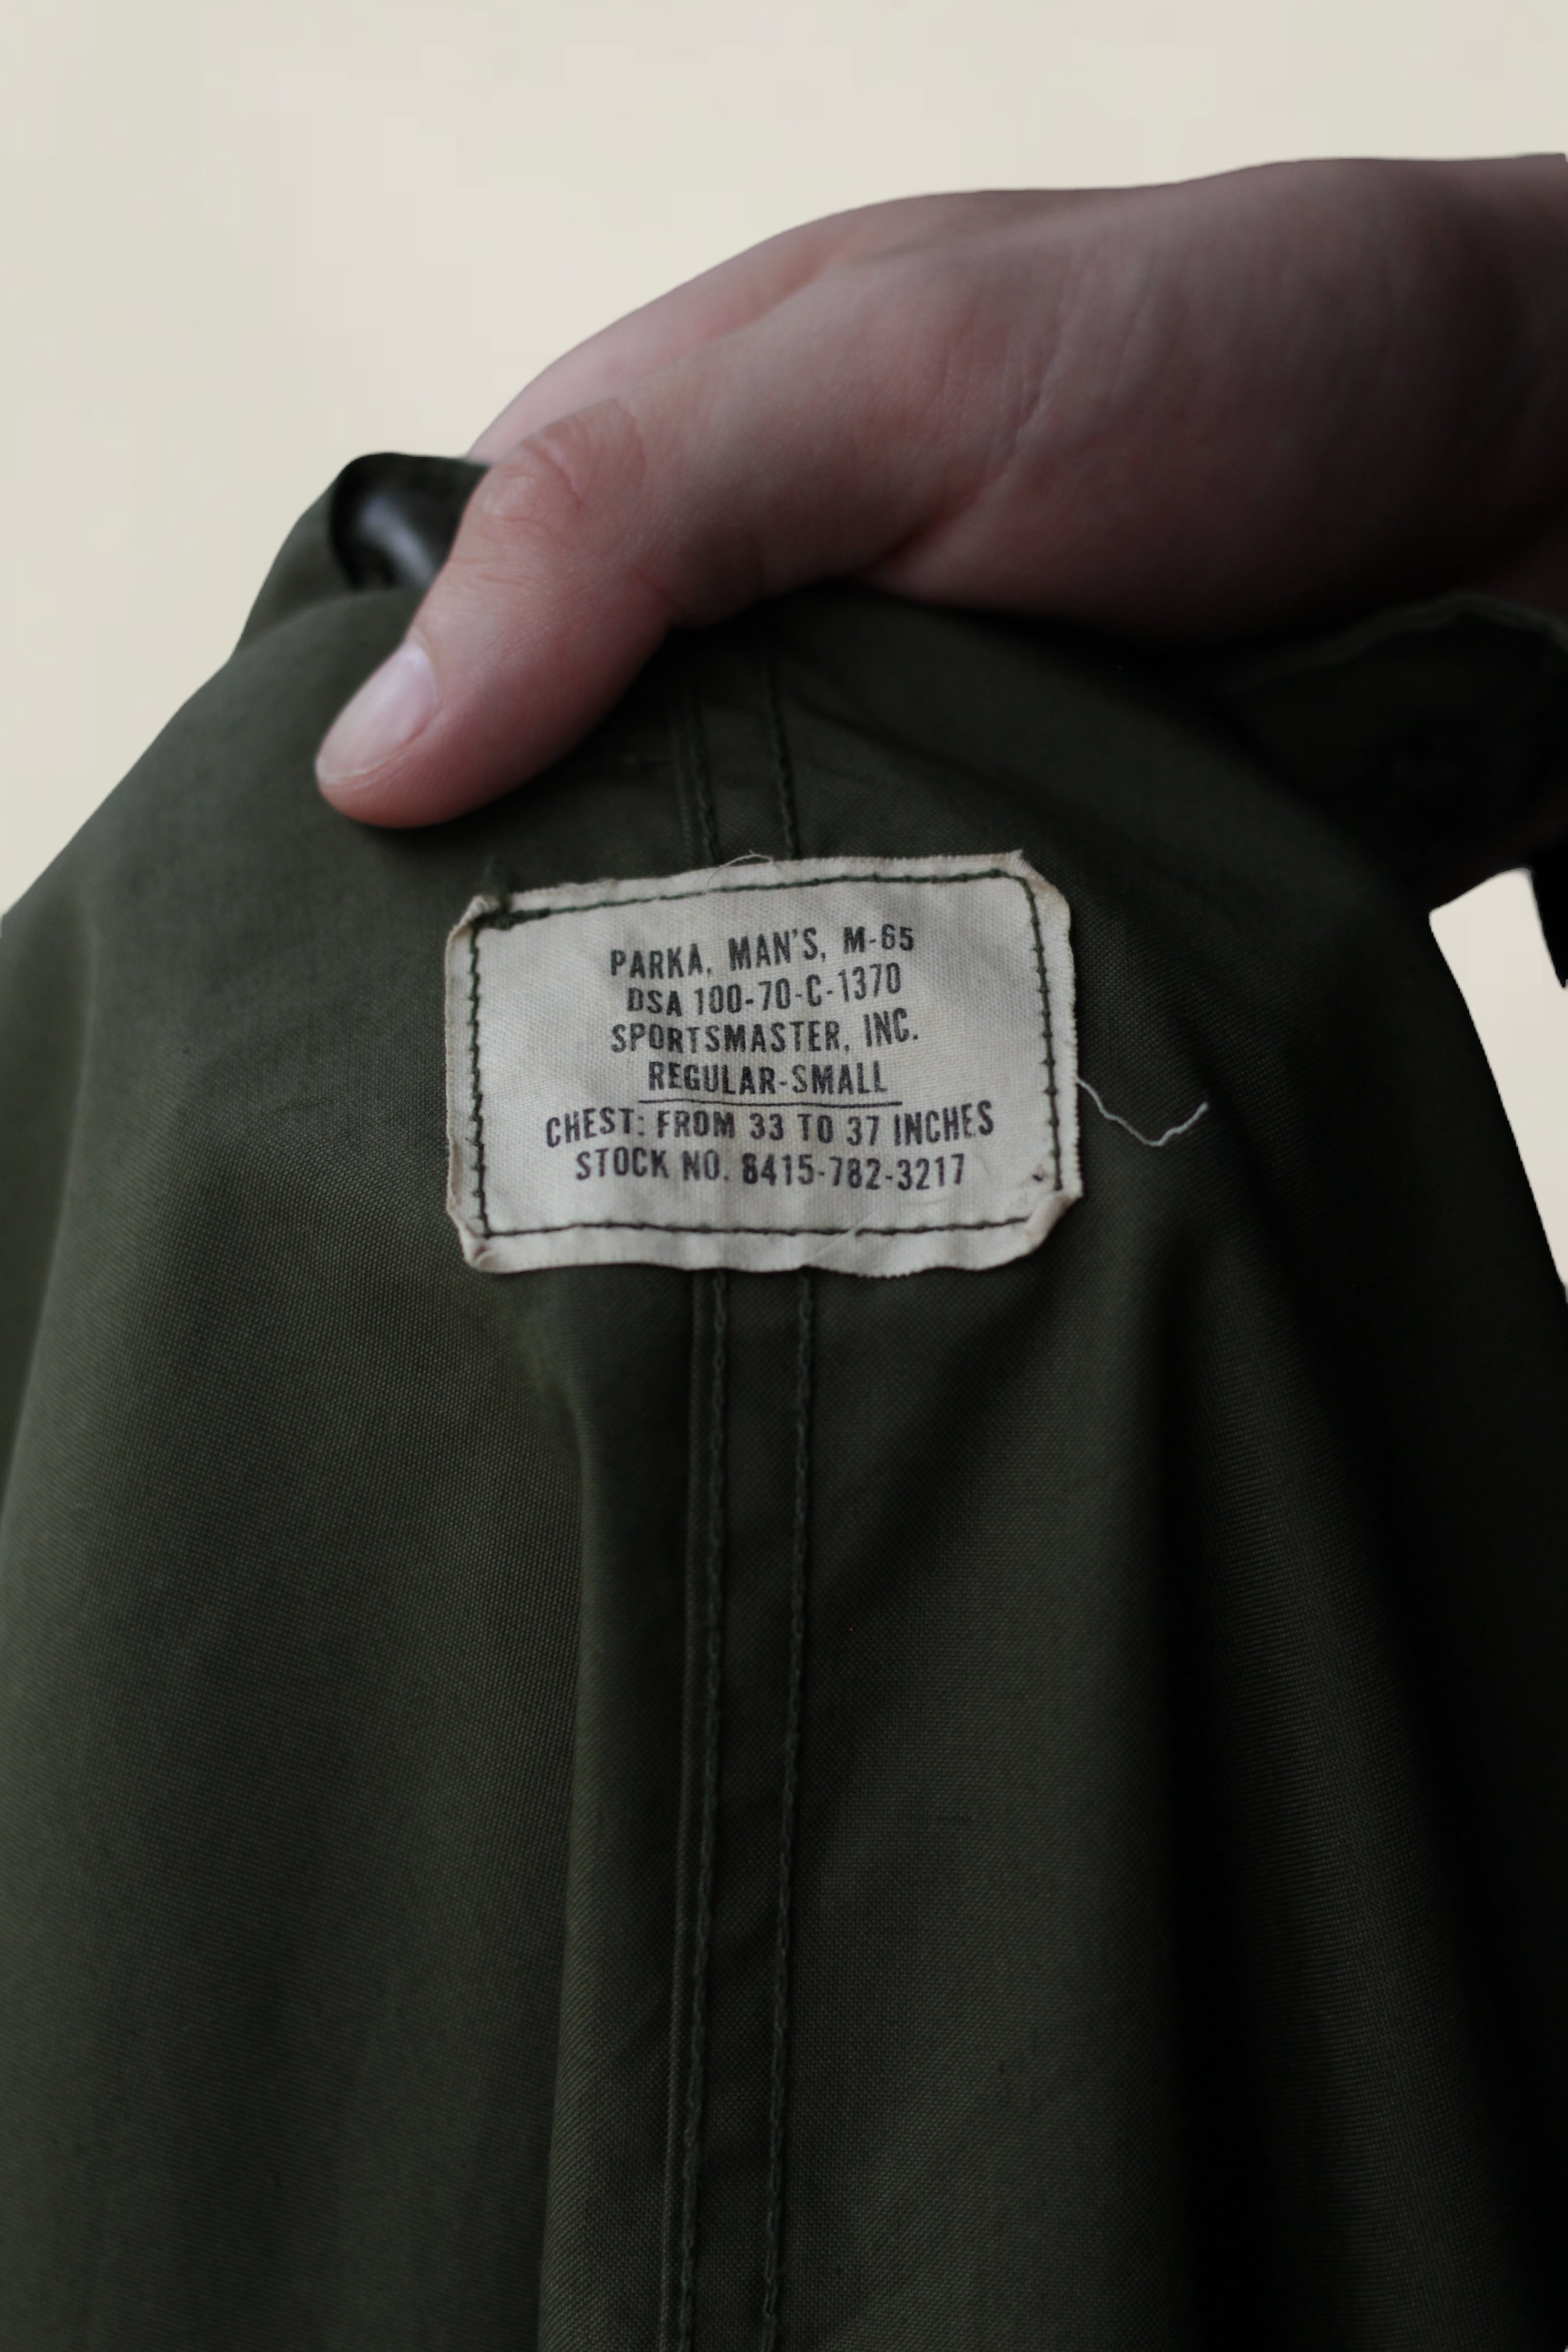 PARKA, MAN'S, M-65
DSA 100-70-C-1370
SPORTSMASTER, INC.
REGULAR-SMALL
CHEST: FROM 33 TO 37 INCHES
STOCK NO. 8415-782-3217